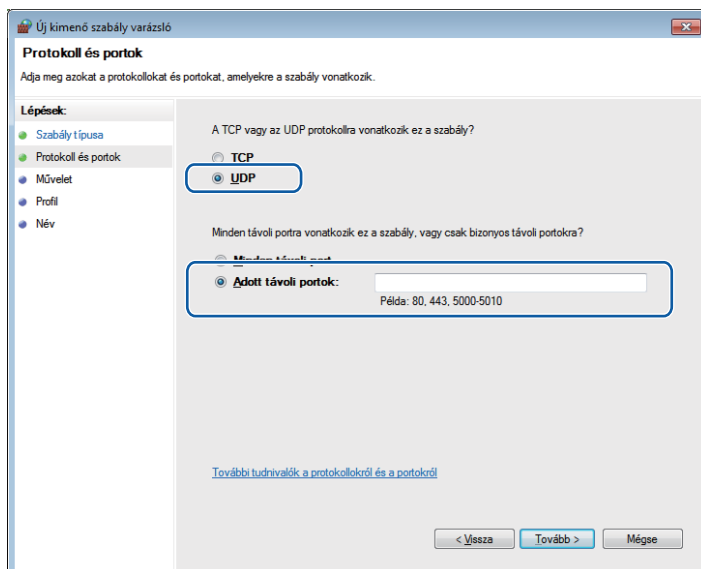 Új kimenő szabály varázsló
Protokoll és portok
Adja meg azokat a protokollokat és portokat, amelyekre a szabály vonatkozik.
Lépések:
Szabály típusa
Protokoll és portok
Művelet
Profil
Név
A TCP vagy az UDP protokollra vonatkozik ez a szabály?
TCP
UDP
Minden távoli portra vonatkozik ez a szabály, vagy csak bizonyos távoli portokra?
Minden távoli port
Adott távoli portok:
Példa: 80, 443, 5000-5010
További tudnivalók a protokollokról és a portokról
< Vissza
Tovább >
Mégse